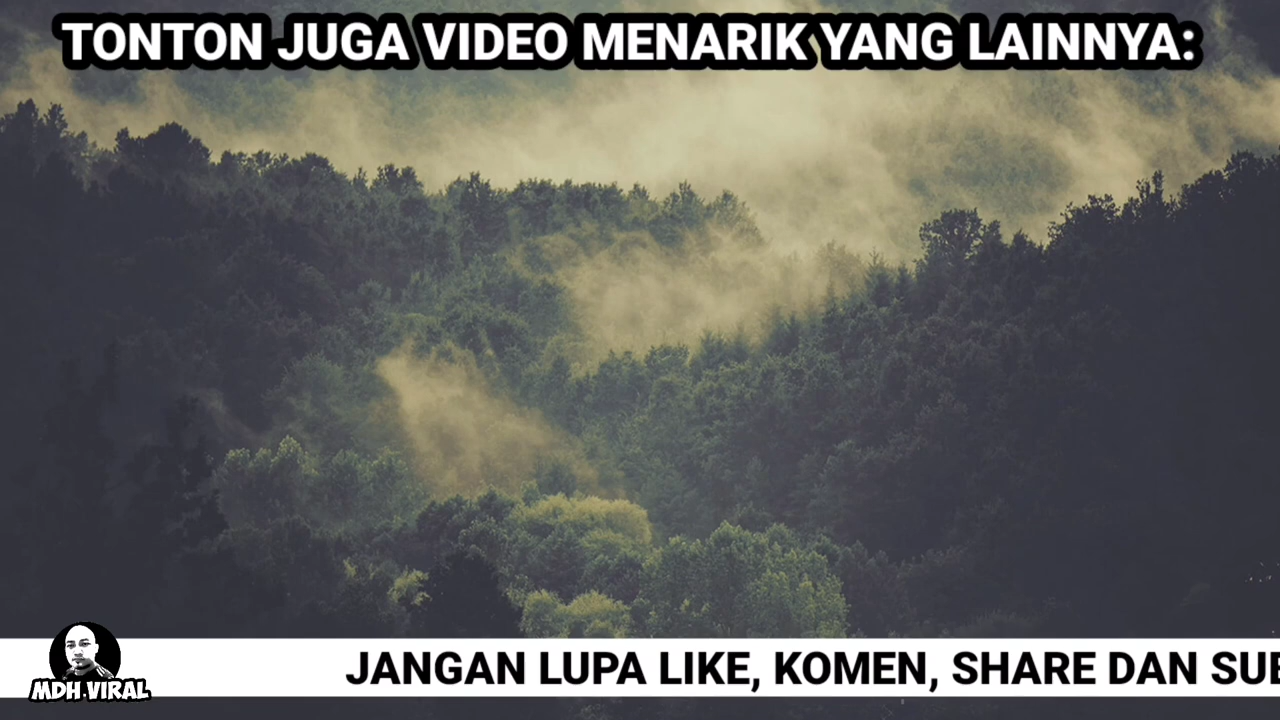 TONTON JUGA VIDEO MENARIK YANG LAINNYA:
JANGAN LUPA LIKE, KOMEN, SHARE DAN
MDH VIRAL